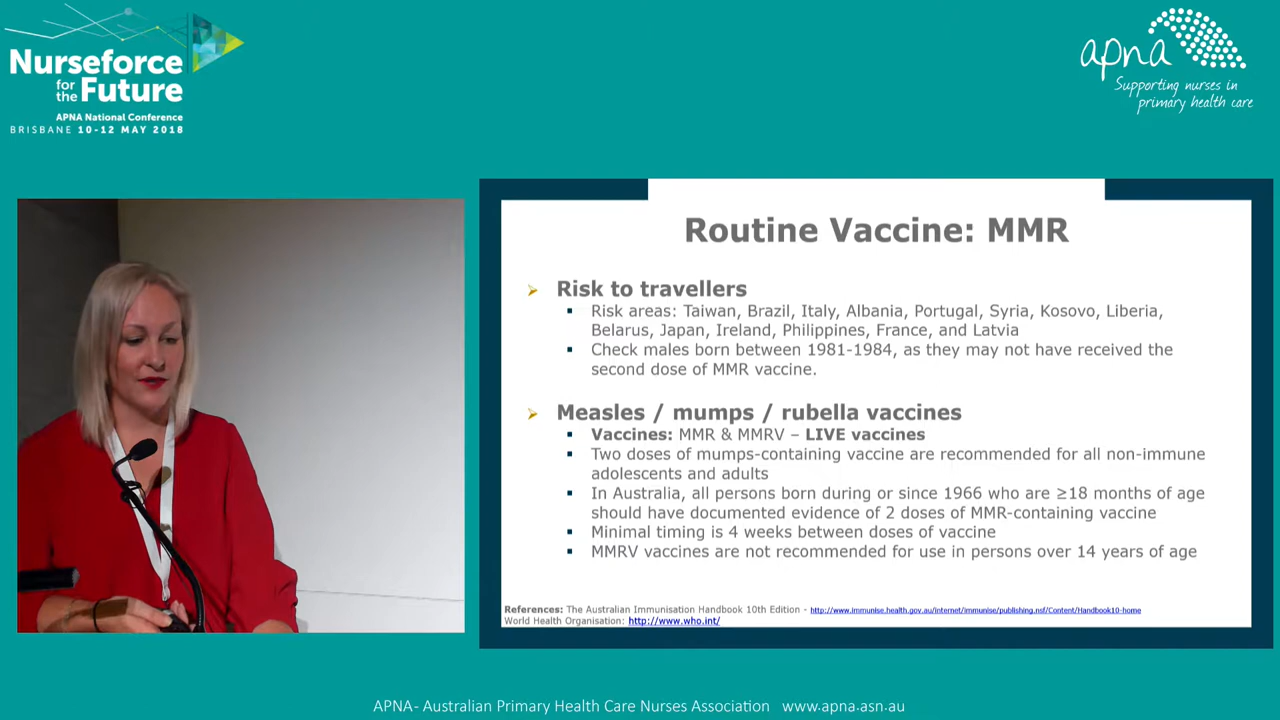 Nurseforce
for the Future
APNA National Conference
BRISBANE 10-12 MAY 2018
apna
Supporting nurses in
primary health care
Routine Vaccine: MMR
Risk to travellers
Risk areas: Taiwan, Brazil, Italy, Albania, Portugal, Syria, Kosovo, Liberia,
Belarus, Japan, Ireland, Philippines, France, and Latvia
Check males born between 1981-1984, as they may not have received the
second dose of MMR vaccine.
Measles / mumps / rubella vaccines
Vaccines: MMR & MMRV – LIVE vaccines
Two doses of mumps-containing vaccine are recommended for all non-immune
adolescents and adults
In Australia, all persons born during or since 1966 who are ≥18 months of age
should have documented evidence of 2 doses of MMR-containing vaccine
Minimal timing is 4 weeks between doses of vaccine
MMRV vaccines are not recommended for use in persons over 14 years of age
References: The Australian Immunisation Handbook 10th Edition - http://www.immunise.health.gov.au/internet/immunise/publishing.nsf/Content/Handbook10-home
World Health Organisation: http://www.who.int/
APNA- Australian Primary Health Care Nurses Association www.apna.asn.au